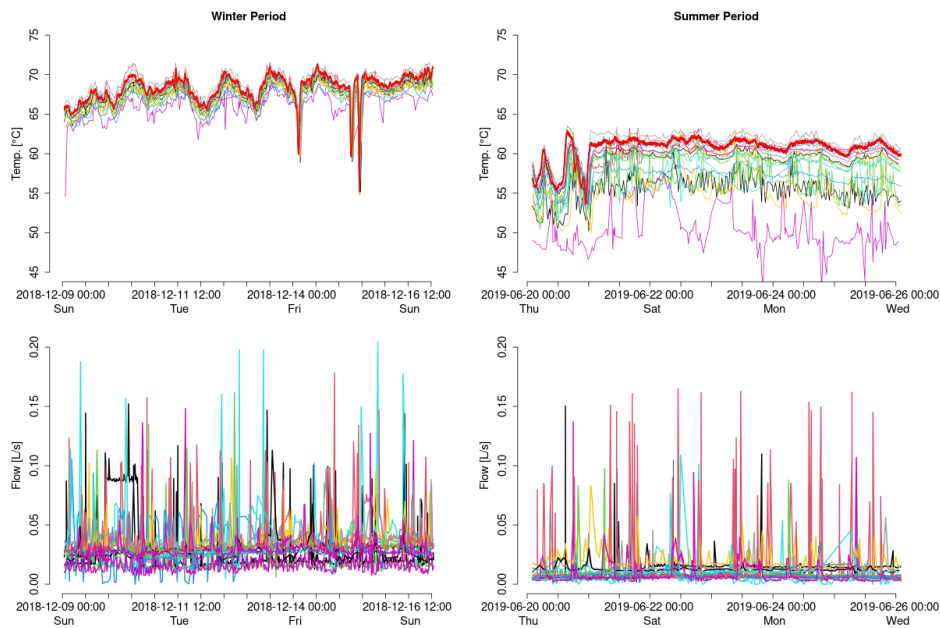 Winter Period
Summer Period
75
70
65
60
55
50
45
Temp. [°C]
2018-12-09 00:00 2018-12-11 12:00 2018-12-14 00:00 2018-12-16 12:00
Sun Tue Fri Sun
75
70
65
60
55
50
45
Temp. [°C]
2019-06-20 00:00 2019-06-22 00:00 2019-06-24 00:00 2019-06-26 00:00
Thu Sat Mon Wed
0.20
0.15
0.10
0.05
0.00
Flow [L/s]
2018-12-09 00:00 2018-12-11 12:00 2018-12-14 00:00 2018-12-16 12:00
Sun Tue Fri Sun
0.20
0.15
0.10
0.05
0.00
Flow [L/s]
2019-06-20 00:00 2019-06-22 00:00 2019-06-24 00:00 2019-06-26 00:00
Thu Sat Mon Wed